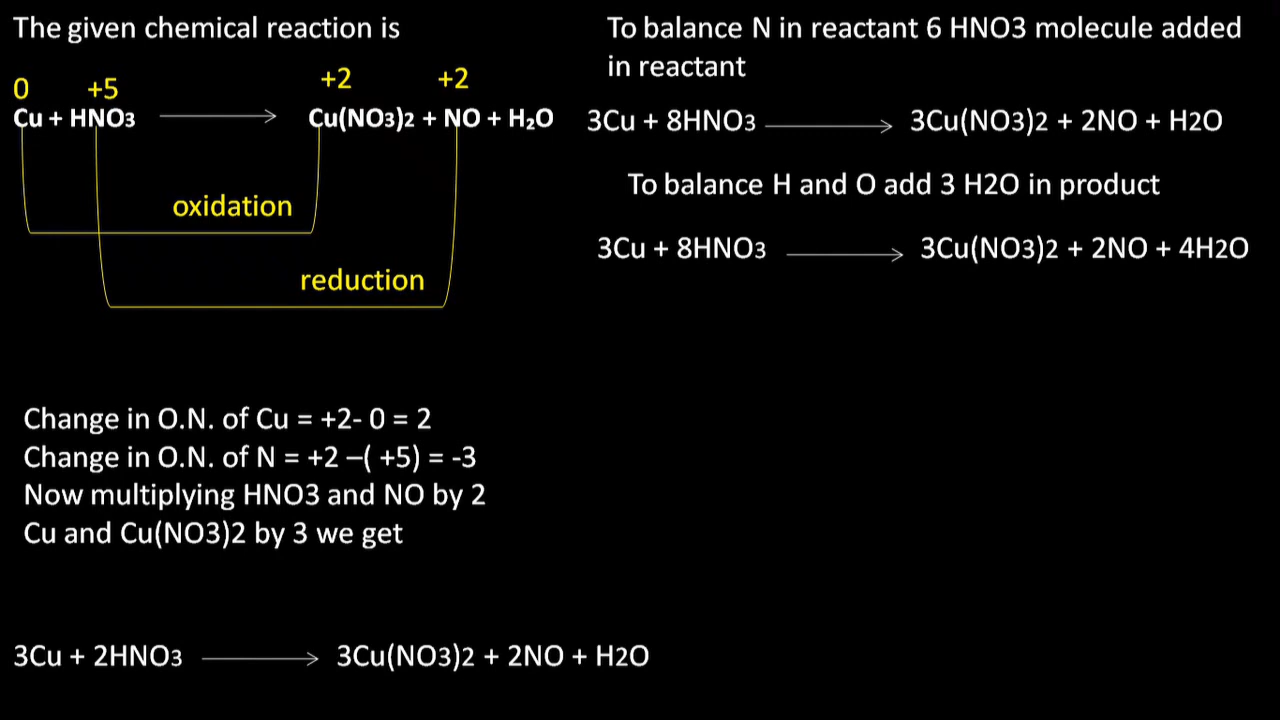 The given chemical reaction is
0 +5 +2 +2
Cu + HNO3 ⟶ Cu(NO3)2 + NO + H₂O
oxidation
reduction
Change in O.N. of Cu = +2- 0 = 2
Change in O.N. of N = +2 –( +5) = -3
Now multiplying HNO3 and NO by 2
Cu and Cu(NO3)2 by 3 we get
3Cu + 2HNO3 ⟶ 3Cu(NO3)2 + 2NO + H2O
To balance N in reactant 6 HNO3 molecule added
in reactant
3Cu + 8HNO3 ⟶ 3Cu(NO3)2 + 2NO + H2O
To balance H and O add 3 H2O in product
3Cu + 8HNO3 ⟶ 3Cu(NO3)2 + 2NO + 4H2O